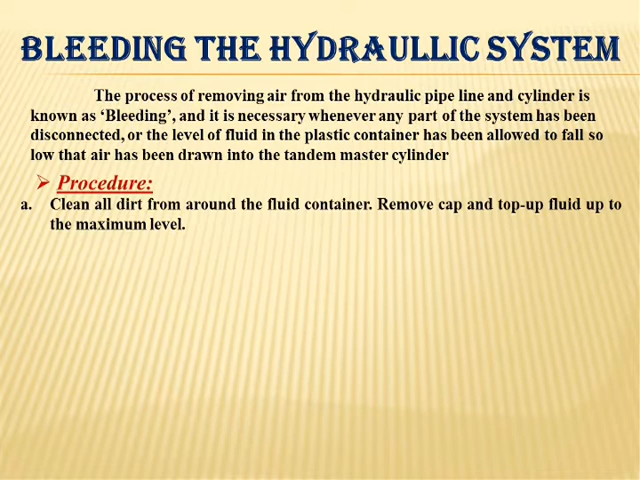 BLEEDING THE HYDRAULLIC SYSTEM
The process of removing air from the hydraulic pipe line and cylinder is
known as ‘Bleeding’, and it is necessary whenever any part of the system has been
disconnected, or the level of fluid in the plastic container has been allowed to fall so
low that air has been drawn into the tandem master cylinder
➢ Procedure:
a. Clean all dirt from around the fluid container. Remove cap and top-up fluid up to
the maximum level.